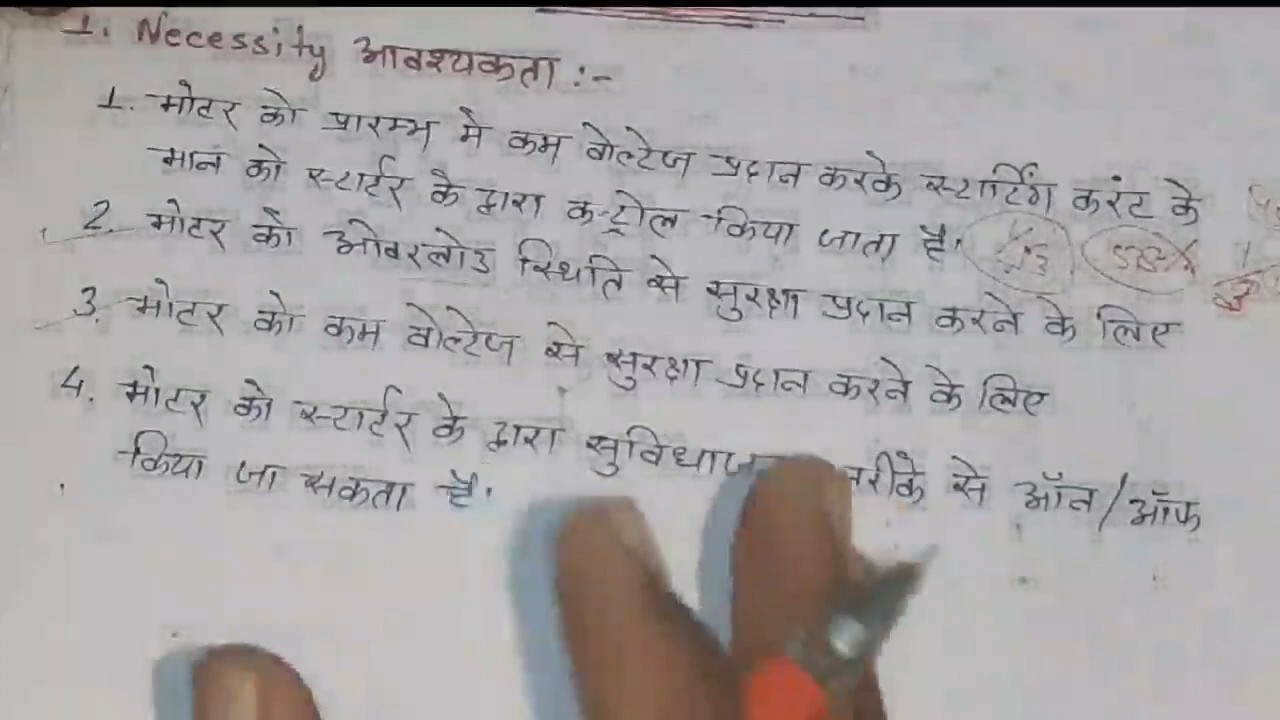 1. Necessity आवश्यकता :-
1. मोटर को प्रारम्भ मे कम वोल्टेज प्रदान करके स्टार्टिंग करंट के
मान को स्टार्टर के द्वारा कन्ट्रोल किया जाता है.
2. मोटर को ओवरलोड स्थिति से सुरक्षा प्रदान करने के लिए
3. मोटर को कम वोल्टेज से सुरक्षा प्रदान करने के लिए
4. मोटर को स्टार्टर के द्वारा तरीके से ऑन/ऑफ
किया जा सकता है.